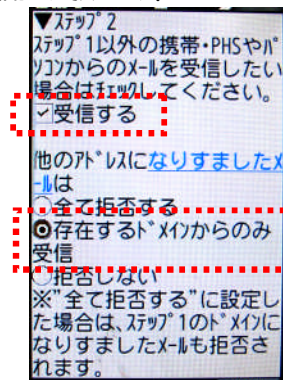 ▼ステップ2
ステップ1以外の携帯・PHSやパ
ソコンからのメールを受信したい
場合はチェックしてください。
受信する
他のアドレスになりすましたメ
ールは
全て拒否する
存在するドメインからのみ
受信
拒否しない
※"全て拒否する"に設定し
た場合は、ステップ1のドメインに
なりすましたメールも拒否さ
れます。